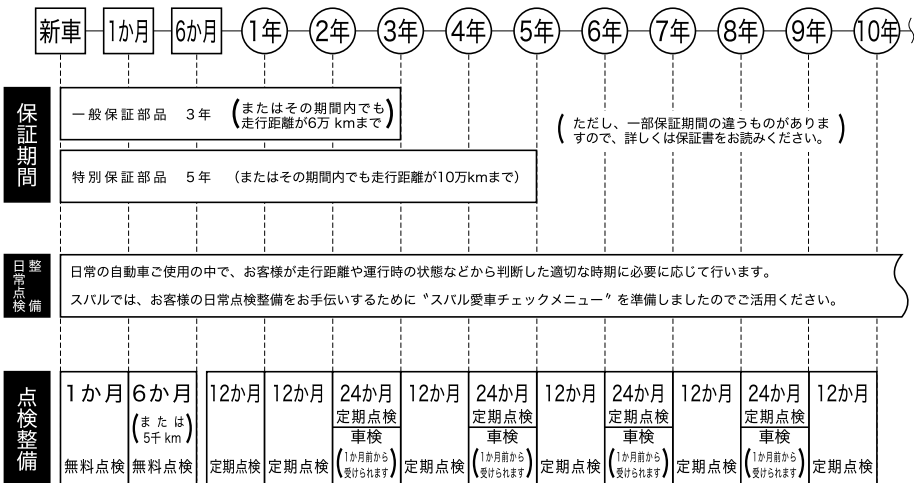 新車 1か月 6か月 1年 2年 3年 4年 5年 6年 7年 8年 9年 10年
保証期間
一般保証部品 3年 (またはその期間内でも
走行距離が6万kmまで)
(ただし、一部保証期間の違うものがありま
すので、詳しくは保証書をお読みください。)
特別保証部品 5年 (またはその期間内でも走行距離が10万kmまで)
日常点検
整備
日常の自動車ご使用の中で、お客様が走行距離や運行時の状態などから判断した適切な時期に必要に応じて行います。
スバルでは、お客様の日常点検整備をお手伝いするために〝スバル愛車チェックメニュー〟を準備しましたのでご活用ください。
点検整備
1か月
無料点検
6か月
(または
5千km)
無料点検
12か月
定期点検
12か月
定期点検
24か月
定期点検
車検
(1か月前から
受けられます)
12か月
定期点検
24か月
定期点検
車検
(1か月前から
受けられます)
12か月
定期点検
24か月
定期点検
車検
(1か月前から
受けられます)
12か月
定期点検
24か月
定期点検
車検
(1か月前から
受けられます)
12か月
定期点検